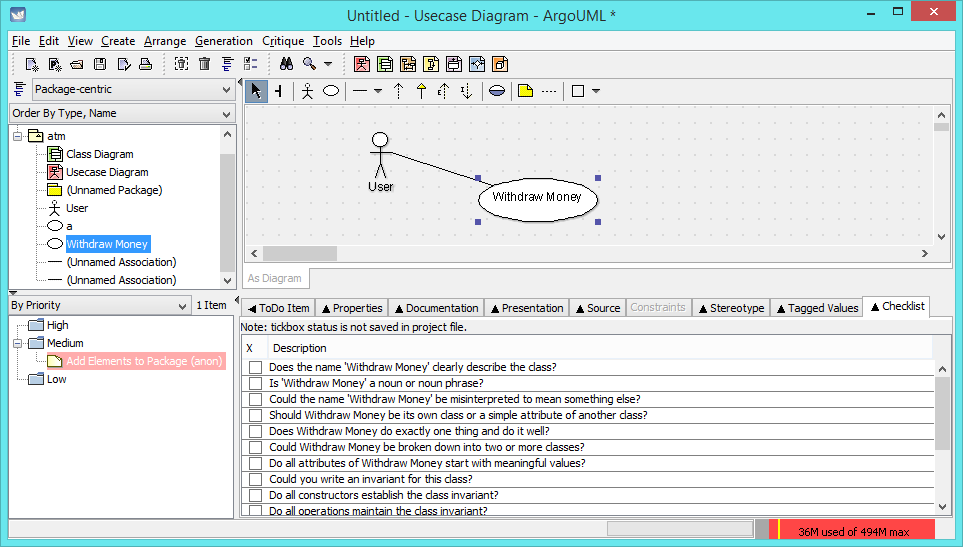 Untitled - Usecase Diagram - ArgoUML *
File Edit View Create Arrange Generation Critique Tools Help
Package-centric
Order By Type, Name
atm
Class Diagram
Usecase Diagram
(Unnamed Package)
User
a
Withdraw Money
(Unnamed Association)
(Unnamed Association)
User
Withdraw Money
As Diagram
By Priority 1 Item
High
Medium
Add Elements to Package (anon)
Low
ToDo Item Properties Documentation Presentation Source Constraints Stereotype Tagged Values Checklist
Note: tickbox status is not saved in project file.
X Description
Does the name 'Withdraw Money' clearly describe the class?
Is 'Withdraw Money' a noun or noun phrase?
Could the name 'Withdraw Money' be misinterpreted to mean something else?
Should Withdraw Money be its own class or a simple attribute of another class?
Does Withdraw Money do exactly one thing and do it well?
Could Withdraw Money be broken down into two or more classes?
Do all attributes of Withdraw Money start with meaningful values?
Could you write an invariant for this class?
Do all constructors establish the class invariant?
Do all operations maintain the class invariant?
36M used of 494M max